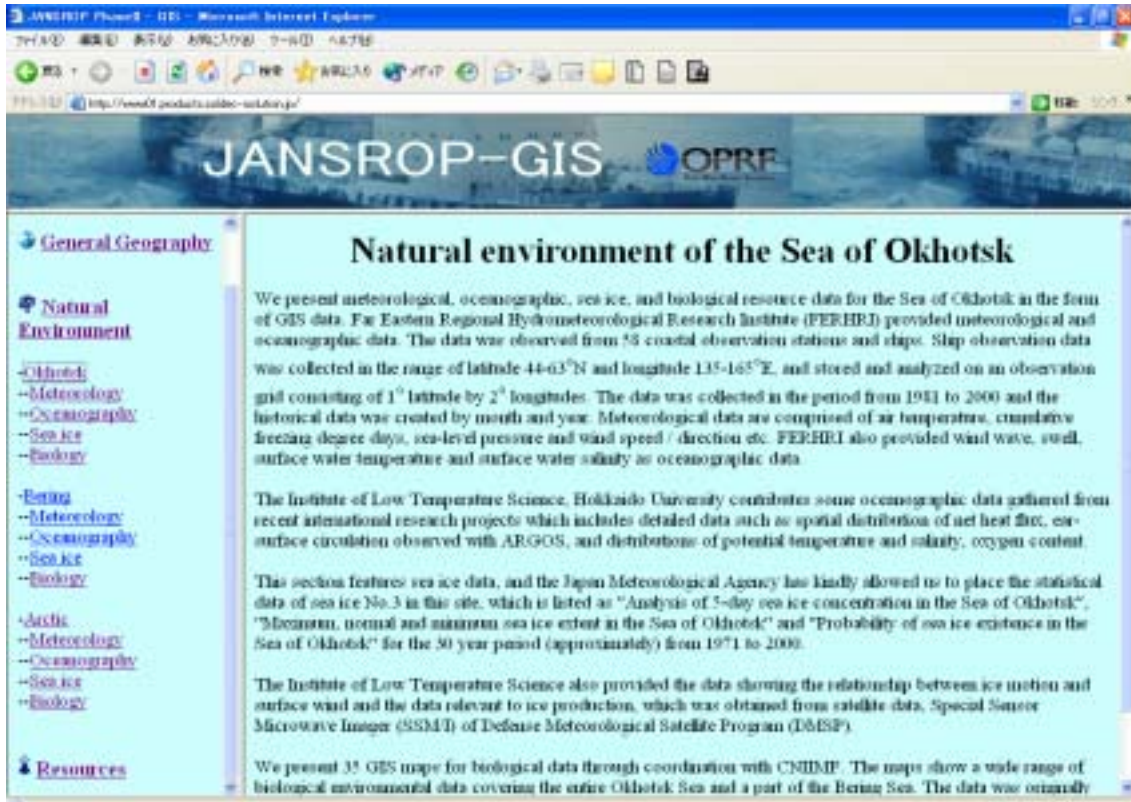 JANSROP PhaseII - GIS - Microsoft Internet Explorer
JANSROP-GIS OPRF
General Geography
Natural
Environment
-Okhotsk
--Meteorology
--Oceanography
--Sea ice
--Biology
-Bering
--Meteorology
--Oceanography
--Sea ice
--Biology
-Arctic
--Meteorology
--Oceanography
--Sea ice
--Biology
Resources
Natural environment of the Sea of Okhotsk
We present meteorological, oceanographic, sea ice, and biological resource data for the Sea of Okhotsk in the form
of GIS data. Far Eastern Regional Hydrometeorological Research Institute (FERHRI) provided meteorological and
oceanographic data. The data was observed from 58 coastal observation stations and ships. Ship observation data
was collected in the range of latitude 44-63°N and longitude 135-165°E, and stored and analyzed on an observation
grid consisting of 1° latitude by 2° longitudes. The data was collected in the period from 1981 to 2000 and the
historical data was created by month and year. Meteorological data are comprised of air temperature, cumulative
freezing degree days, sea-level pressure and wind speed / direction etc. FERHRI also provided wind wave, swell,
surface water temperature and surface water salinity as oceanographic data.
The Institute of Low Temperature Science, Hokkaido University contributes some oceanographic data gathered from
recent international research projects which includes detailed data such as spatial distribution of net heat flux, ear-
surface circulation observed with ARGOS, and distributions of potential temperature and salinity, oxygen content.
This section features sea ice data, and the Japan Meteorological Agency has kindly allowed us to place the statistical
data of sea ice No.3 in this site, which is listed as "Analysis of 5-day sea ice concentration in the Sea of Okhotsk",
"Maximum, normal and minimum sea ice extent in the Sea of Okhotsk" and "Probability of sea ice existence in the
Sea of Okhotsk" for the 30 year period (approximately) from 1971 to 2000.
The Institute of Low Temperature Science also provided the data showing the relationship between ice motion and
surface wind and the data relevant to ice production, which was obtained from satellite data, Special Sensor
Microwave Imager (SSM/I) of Defense Meteorological Satellite Program (DMSP).
We present 35 GIS maps for biological data through coordination with CNIIMF. The maps show a wide range of
biological environmental data covering the entire Okhotsk Sea and a part of the Bering Sea. The data was originally